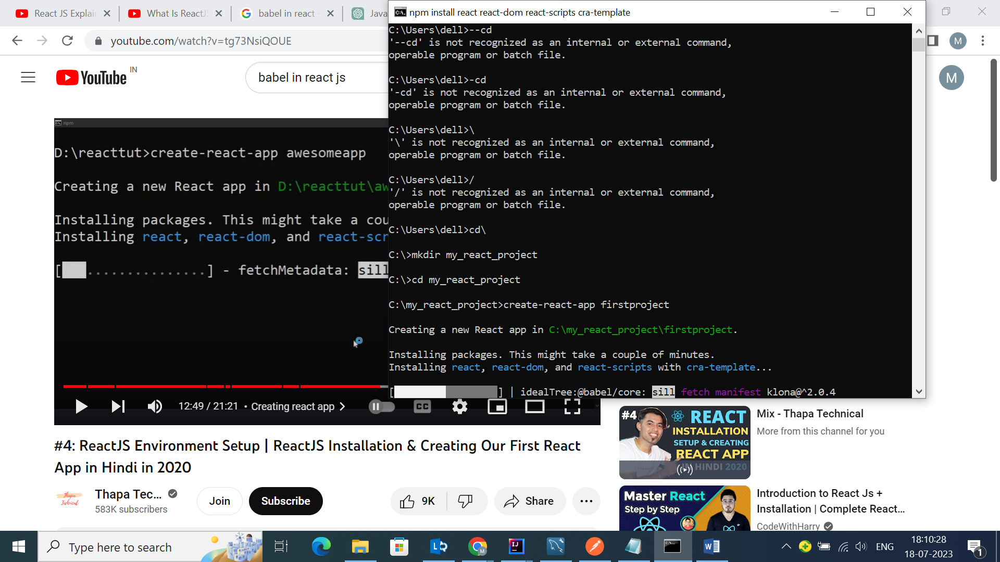 React JS Explai
What Is ReactJS
babel in react -
Java
youtube.com/watch?v=tg73NsiQOUE
M
YouTube IN
babel in react js
M
npm
D:\reacttut>create-react-app awesomeapp
Creating a new React app in D:\reacttut\aw
Installing packages. This might take a cou
Installing react, react-dom, and react-scr
[...............] - fetchMetadata: sill
12:49 / 21:21 • Creating react app
CC
npm install react react-dom react-scripts cra-template
C:\Users\dell>--cd
'--cd' is not recognized as an internal or external command,
operable program or batch file.
C:\Users\dell>-cd
'-cd' is not recognized as an internal or external command,
operable program or batch file.
C:\Users\dell>\
'\' is not recognized as an internal or external command,
operable program or batch file.
C:\Users\dell>/
'/' is not recognized as an internal or external command,
operable program or batch file.
C:\Users\dell>cd\
C:\>mkdir my_react_project
C:\>cd my_react_project
C:\my_react_project>create-react-app firstproject
Creating a new React app in C:\my_react_project\firstproject.
Installing packages. This might take a couple of minutes.
Installing react, react-dom, and react-scripts with cra-template...
[ ] | idealTree:@babel/core: sill fetch manifest klona@^2.0.4
#4: ReactJS Environment Setup | ReactJS Installation & Creating Our First React
App in Hindi in 2020
Thapa Technical
Thapa Tec...
583K subscribers
Join
Subscribe
9K
Share
#4 REACT
INSTALLATION
SETUP & CREATING
REACT APP
IN HINDI 2020
Mix - Thapa Technical
More from this channel for you
Master React
Step by Step
Introduction to React Js +
Installation | Complete React...
CodeWithHarry
Type here to search
M
IJ
ENG
18:10:28
18-07-2023
1